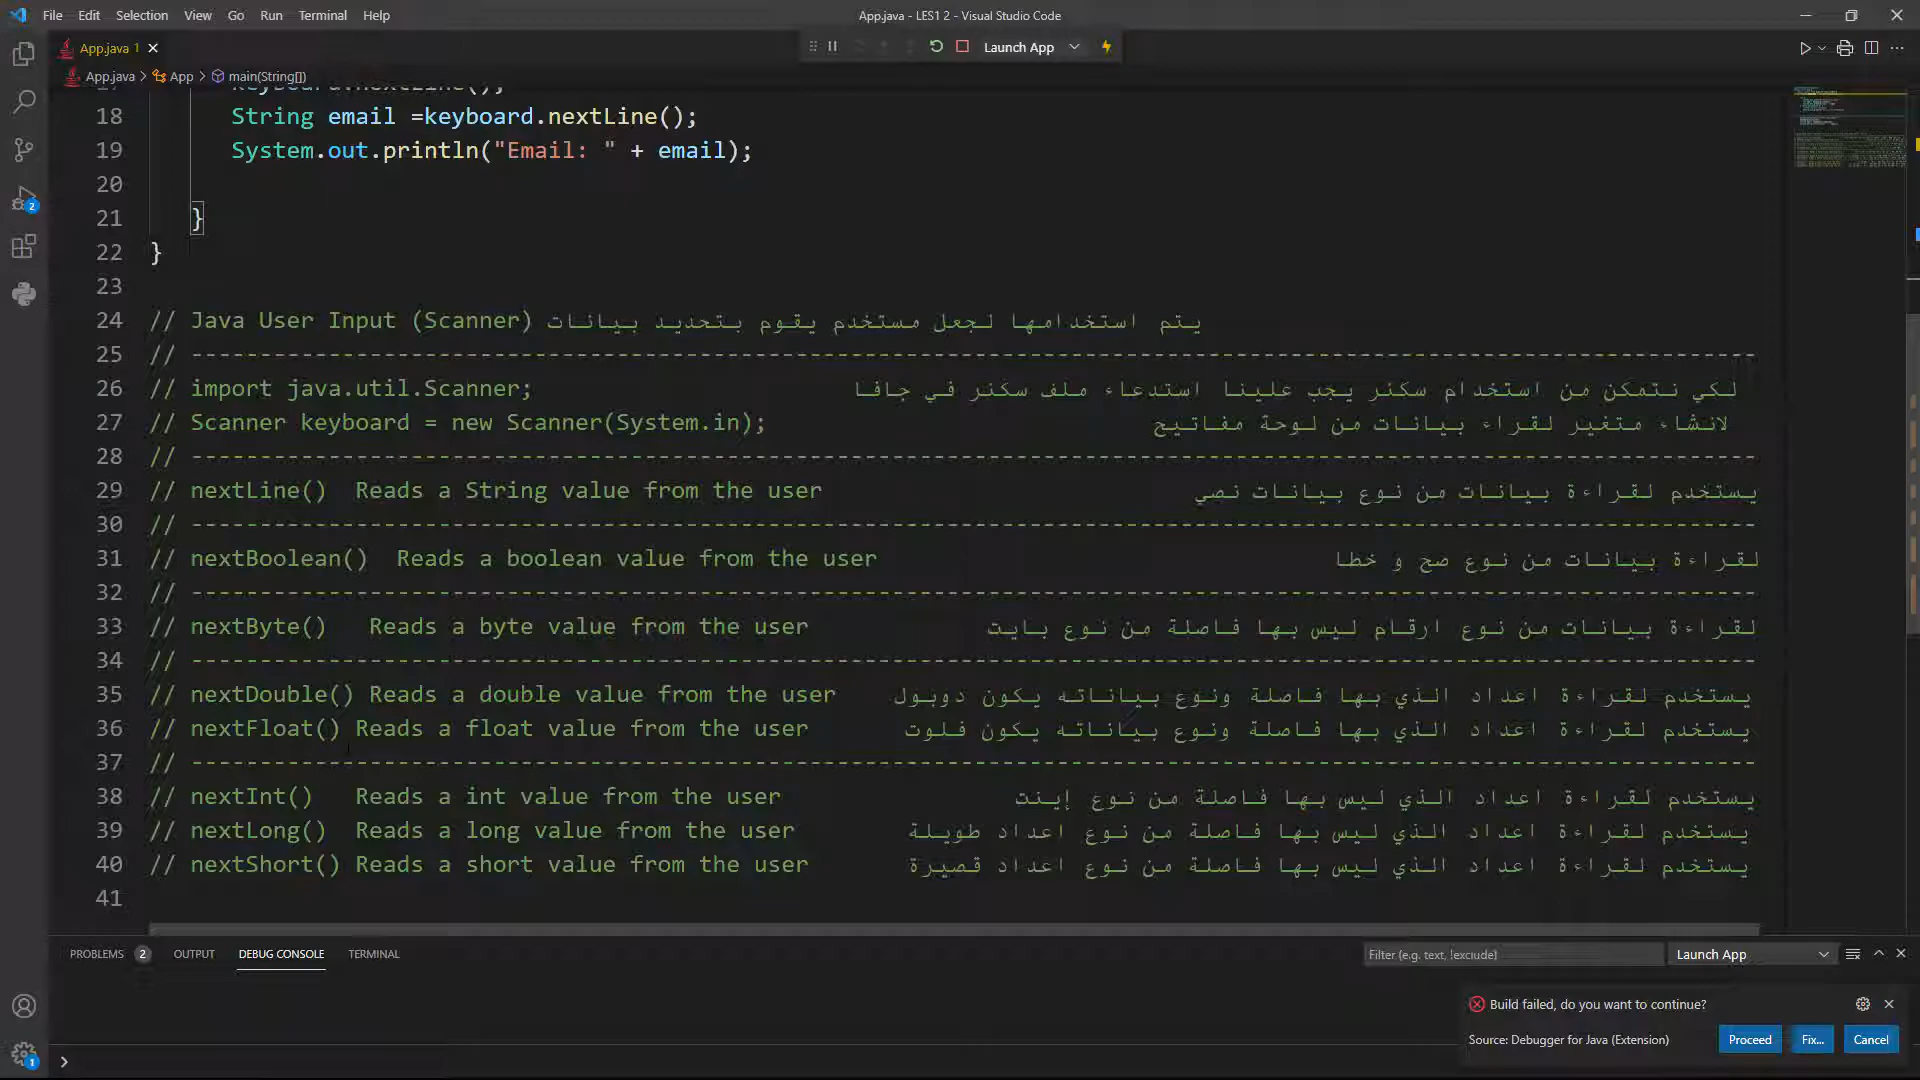 File Edit Selection View Go Run Terminal Help
App.java - LES1 2 - Visual Studio Code
App.java 1
Launch App
App.java > App > main(String[])
18 String email =keyboard.nextLine();
19 System.out.println("Email: " + email);
20
21 }
22 }
23
24 // Java User Input (Scanner) يتم استخدامها لجعل مستخدم يقوم بتحديد بيانات
25 // ------------------------------------------------------------------------------------------------------------------
26 // import java.util.Scanner; لكي نتمكن من استخدام سكنر يجب علينا استدعاء ملف سكنر في جافا
27 // Scanner keyboard = new Scanner(System.in); لانشاء متغير لقراء بيانات من لوحة مفاتيح
28 // ------------------------------------------------------------------------------------------------------------------
29 // nextLine() Reads a String value from the user يستخدم لقراءة بيانات من نوع بيانات نصي
30 // ------------------------------------------------------------------------------------------------------------------
31 // nextBoolean() Reads a boolean value from the user لقراءة بيانات من نوع صح و خطا
32 // ------------------------------------------------------------------------------------------------------------------
33 // nextByte() Reads a byte value from the user لقراءة بيانات من نوع ارقام ليس بها فاصلة من نوع بايت
34 // ------------------------------------------------------------------------------------------------------------------
35 // nextDouble() Reads a double value from the user يستخدم لقراءة اعداد الذي بها فاصلة ونوع بياناته يكون دوبول
36 // nextFloat() Reads a float value from the user يستخدم لقراءة اعداد الذي بها فاصلة ونوع بياناته يكون فلوت
37 // ------------------------------------------------------------------------------------------------------------------
38 // nextInt() Reads a int value from the user يستخدم لقراءة اعداد الذي ليس بها فاصلة من نوع إينت
39 // nextLong() Reads a long value from the user يستخدم لقراءة اعداد الذي ليس بها فاصلة من نوع اعداد طويلة
40 // nextShort() Reads a short value from the user يستخدم لقراءة اعداد الذي ليس بها فاصلة من نوع اعداد قصيرة
41
PROBLEMS 2 OUTPUT DEBUG CONSOLE TERMINAL
Filter (e.g. text, !exclude) Launch App
Build failed, do you want to continue?
Source: Debugger for Java (Extension) Proceed Fix... Cancel